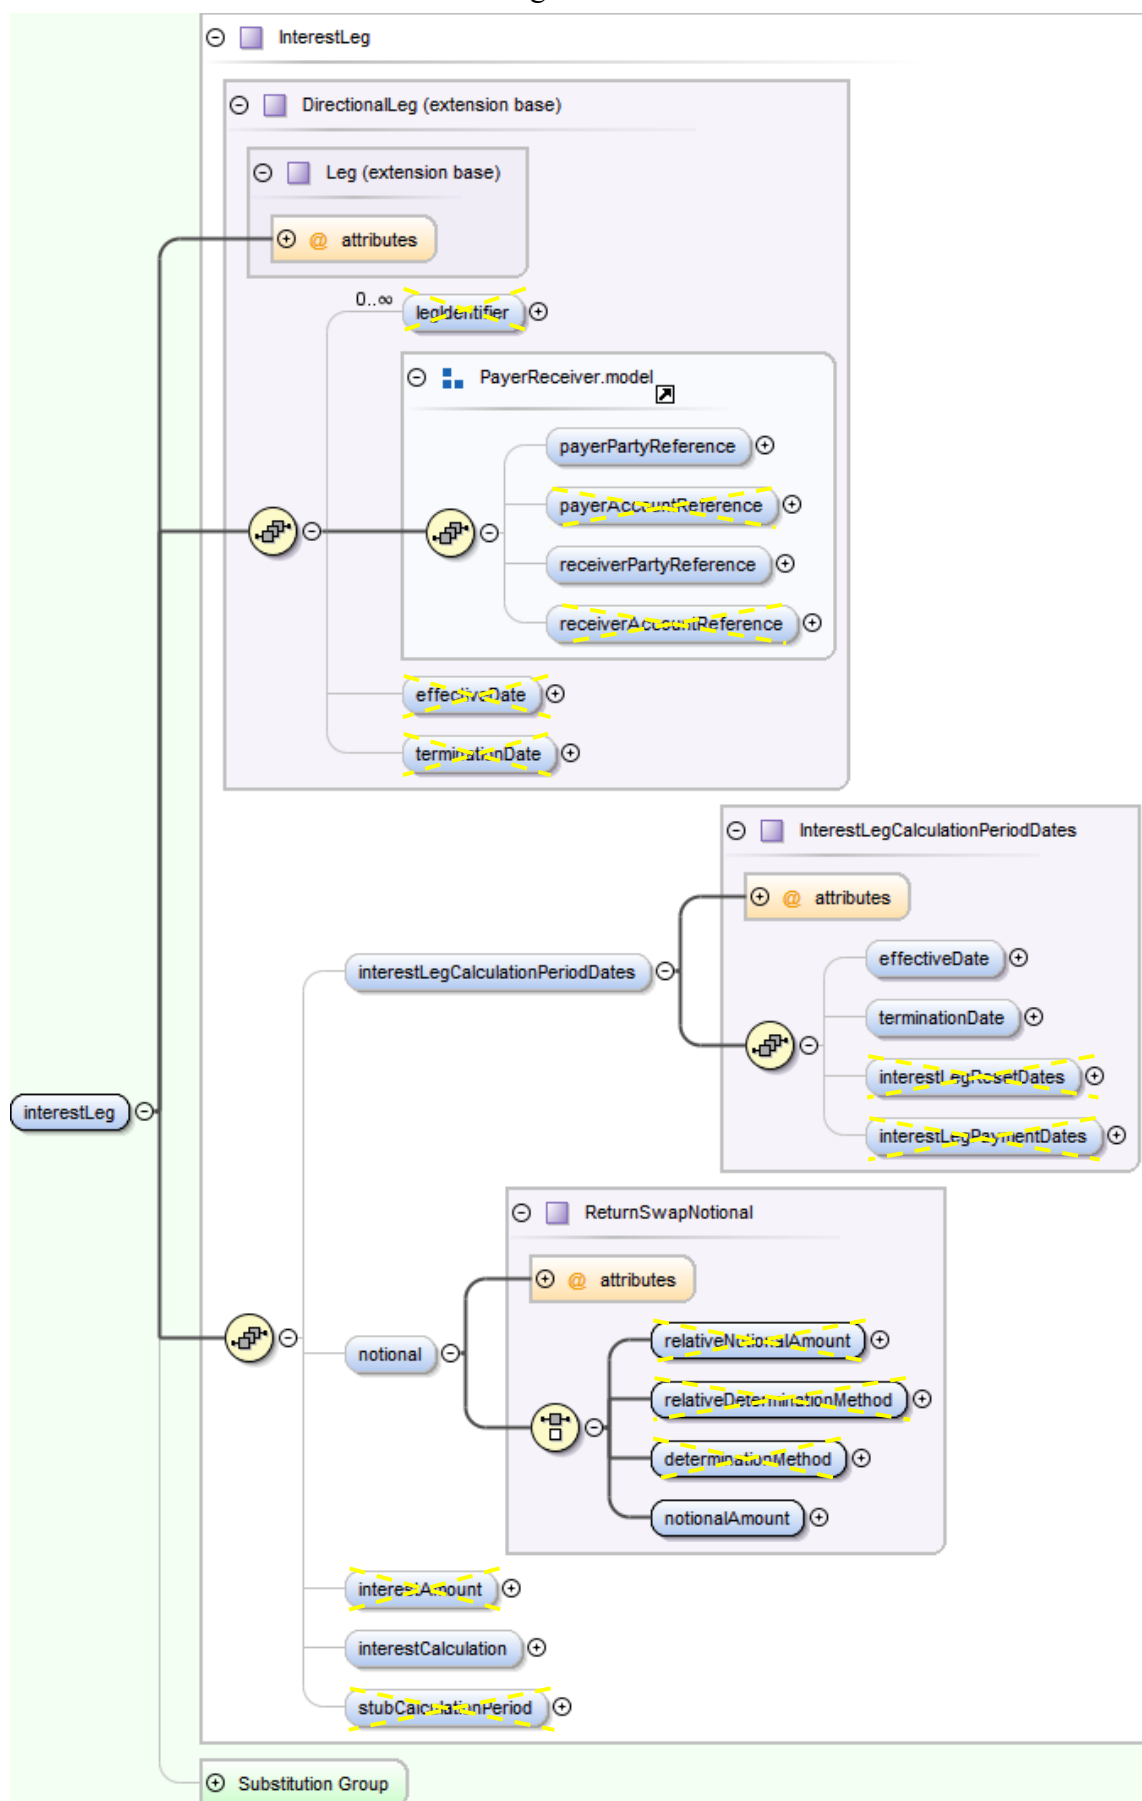 InterestLeg
DirectionalLeg (extension base)
Leg (extension base)
@ attributes
0..∞
legIdentifier
PayerReceiver.model
payerPartyReference
payerAccountReference
receiverPartyReference
receiverAccountReference
effectiveDate
terminationDate
InterestLegCalculationPeriodDates
@ attributes
effectiveDate
interestLegCalculationPeriodDates
terminationDate
interestLegResetDates
interestLeg
interestLegPaymentDates
ReturnSwapNotional
@ attributes
relativeNotionalAmount
notional
relativeDeterminationMethod
determinationMethod
notionalAmount
interestAmount
interestCalculation
stubCalculationPeriod
Substitution Group